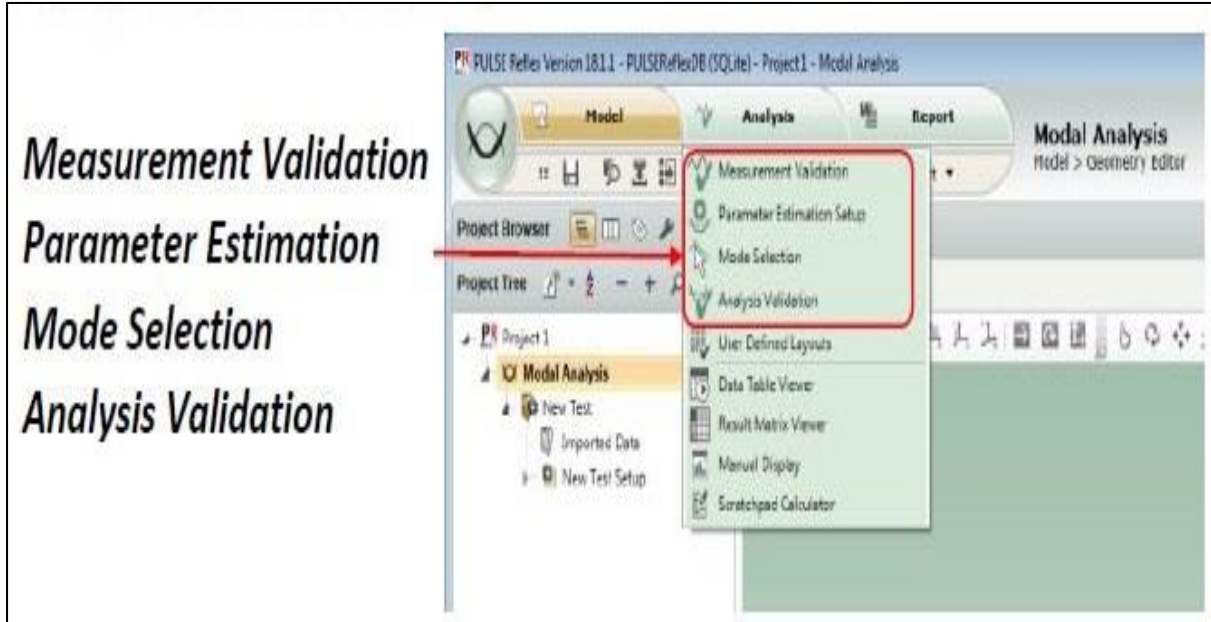 Measurement Validation
Parameter Estimation
Mode Selection
Analysis Validation
PULSE Reflex Version 18.1.1 - PULSEReflexDB (SQLite) - Project1 - Modal Analysis
Model Analysis Report
Modal Analysis
Model > Geometry Editor
Project Browser
Project Tree
Project 1
Modal Analysis
New Test
Imported Data
New Test Setup
Measurement Validation
Parameter Estimation Setup
Mode Selection
Analysis Validation
User Defined Layouts
Data Table Viewer
Result Matrix Viewer
Manual Display
Scratchpad Calculator